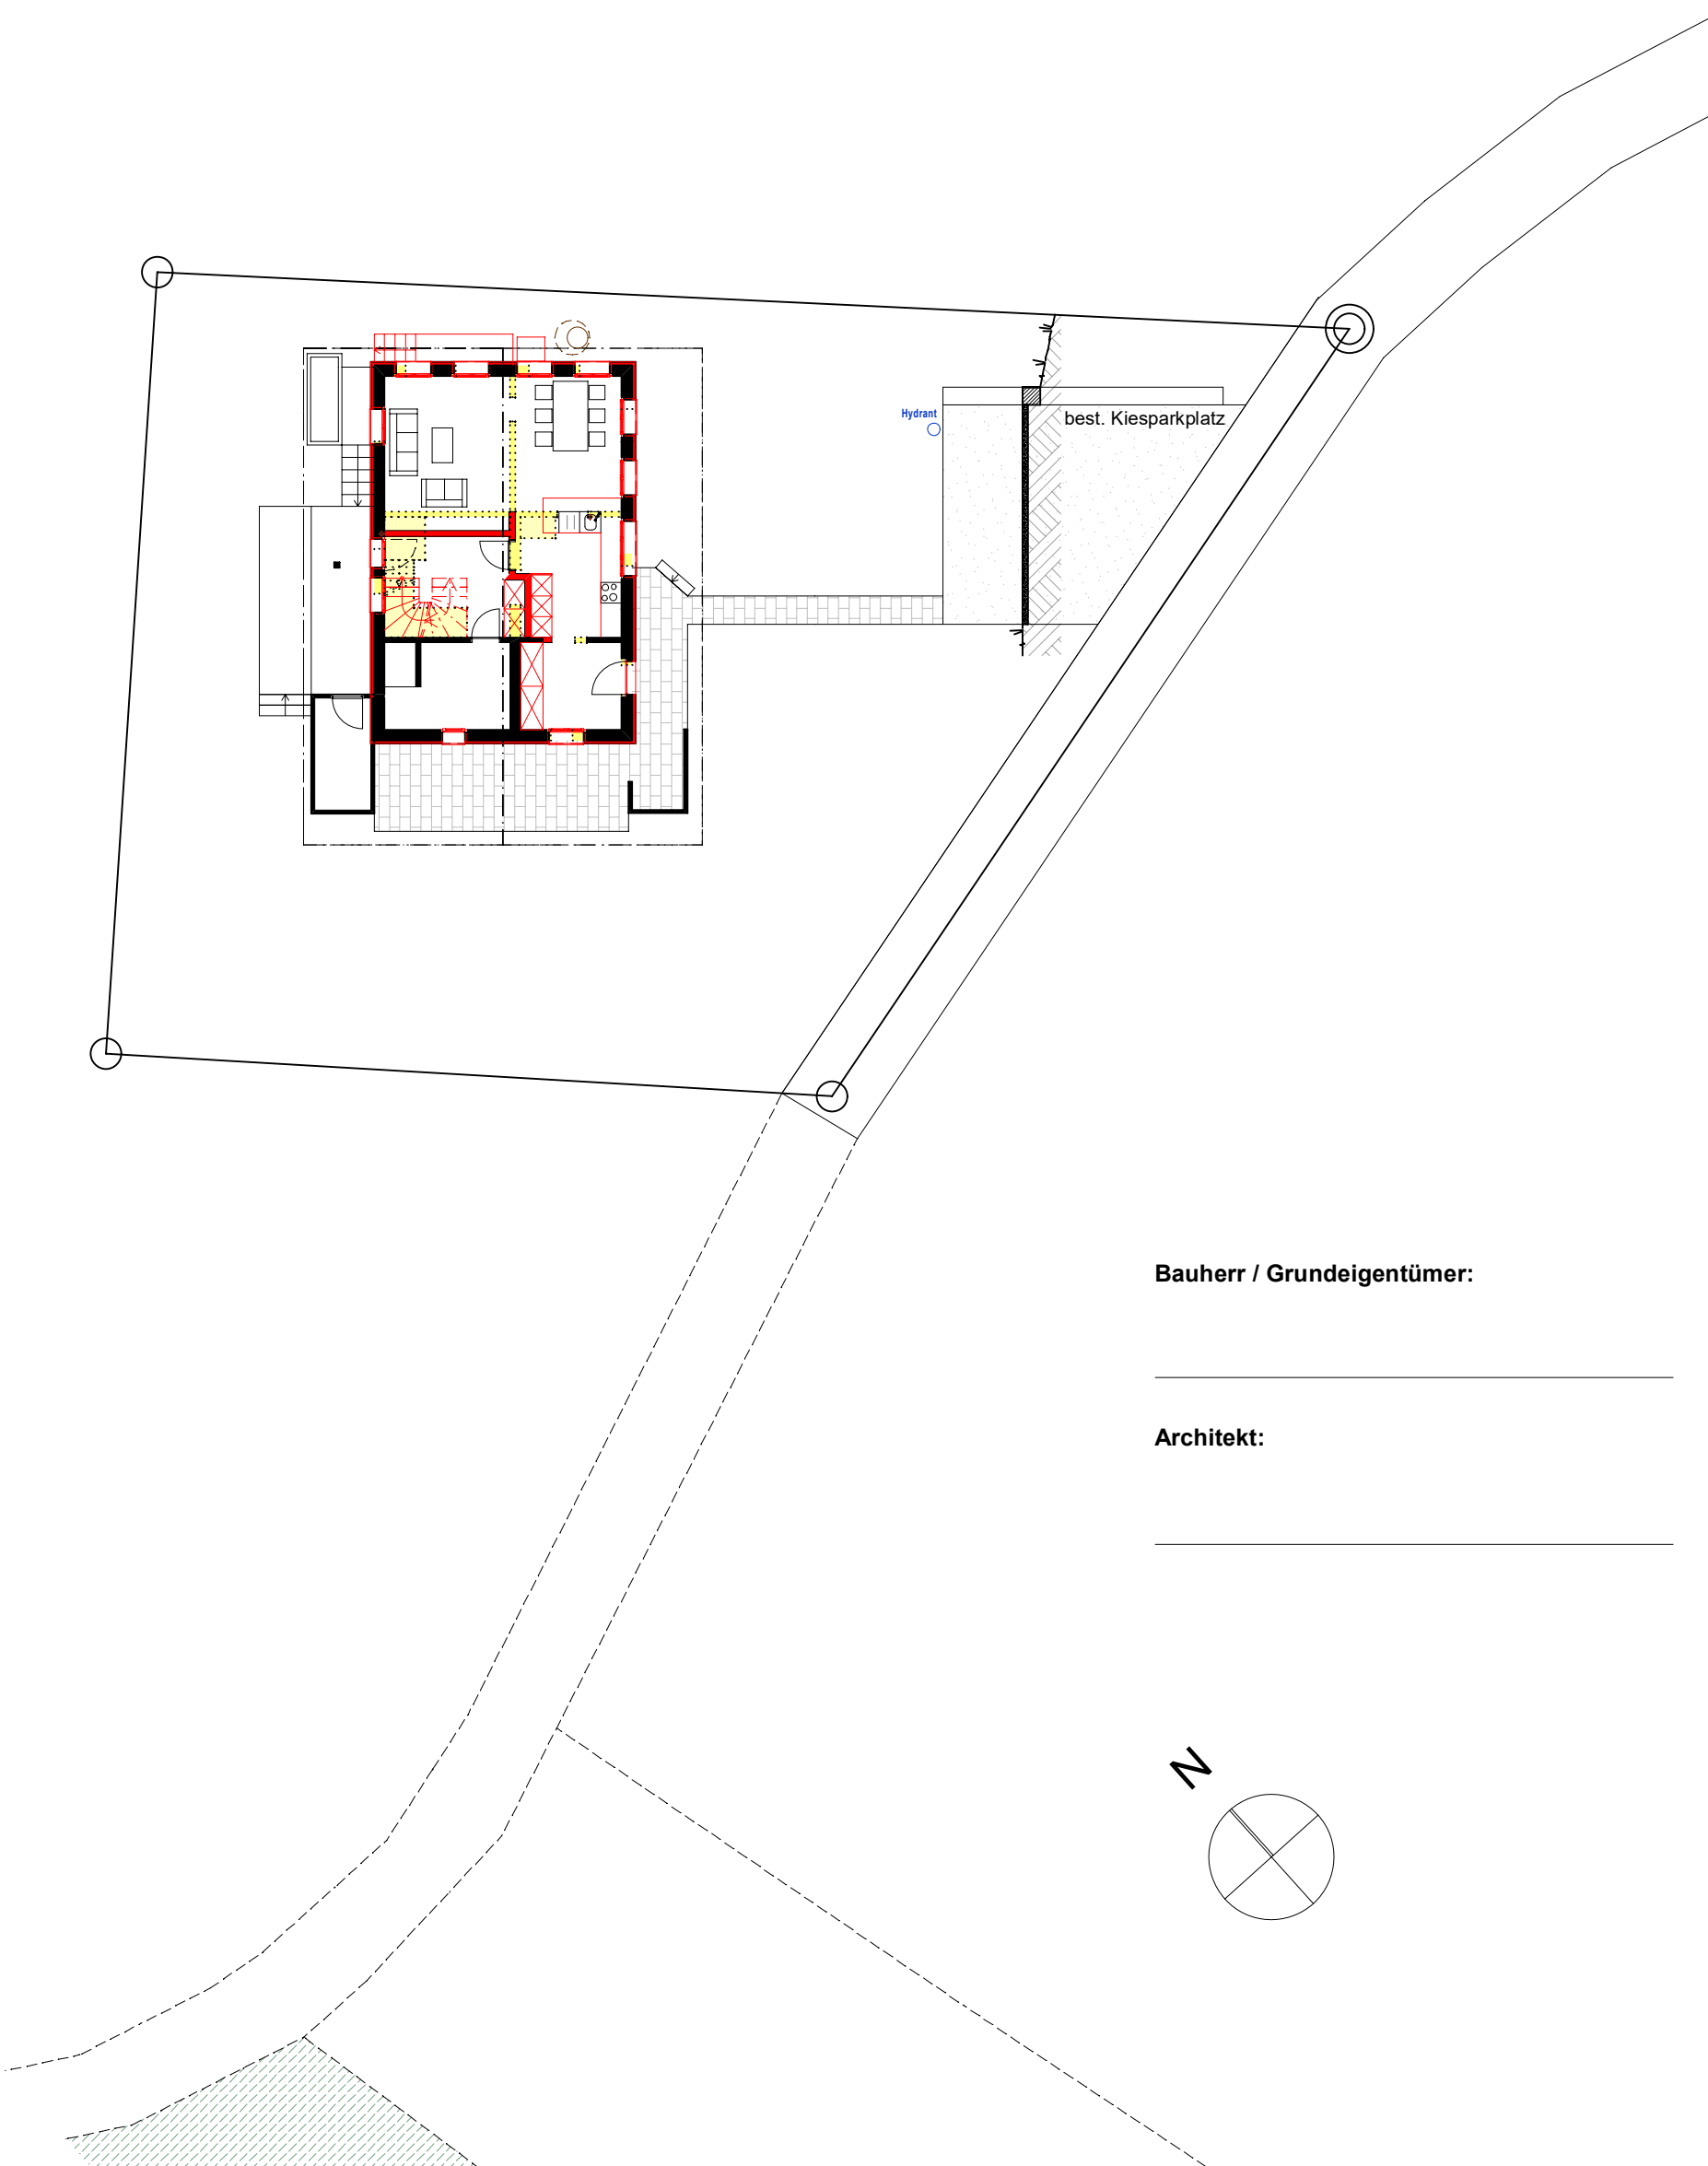 Hydrant
best. Kiesparkplatz
Bauherr / Grundeigentümer:
Architekt:
N